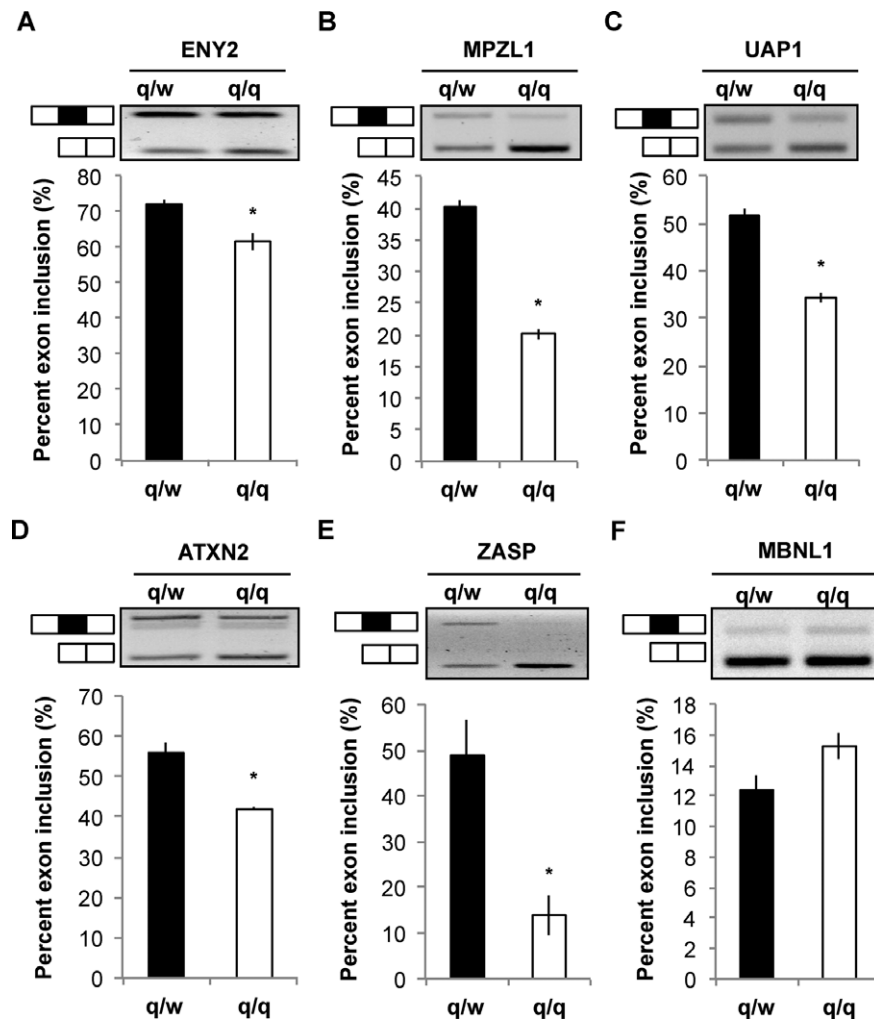 A
ENY2
q/w q/q
Percent exon inclusion (%)
80
70
60
50
40
30
20
10
0
*
q/w q/q
B
MPZL1
q/w q/q
Percent exon inclusion (%)
45
40
35
30
25
20
15
10
5
0
*
q/w q/q
C
UAP1
q/w q/q
Percent exon inclusion (%)
60
50
40
30
20
10
0
*
q/w q/q
D
ATXN2
q/w q/q
Percent exon inclusion (%)
70
60
50
40
30
20
10
0
*
q/w q/q
E
ZASP
q/w q/q
Percent exon inclusion (%)
60
50
40
30
20
10
0
*
q/w q/q
F
MBNL1
q/w q/q
Percent exon inclusion (%)
18
16
14
12
10
8
6
4
2
0
q/w q/q